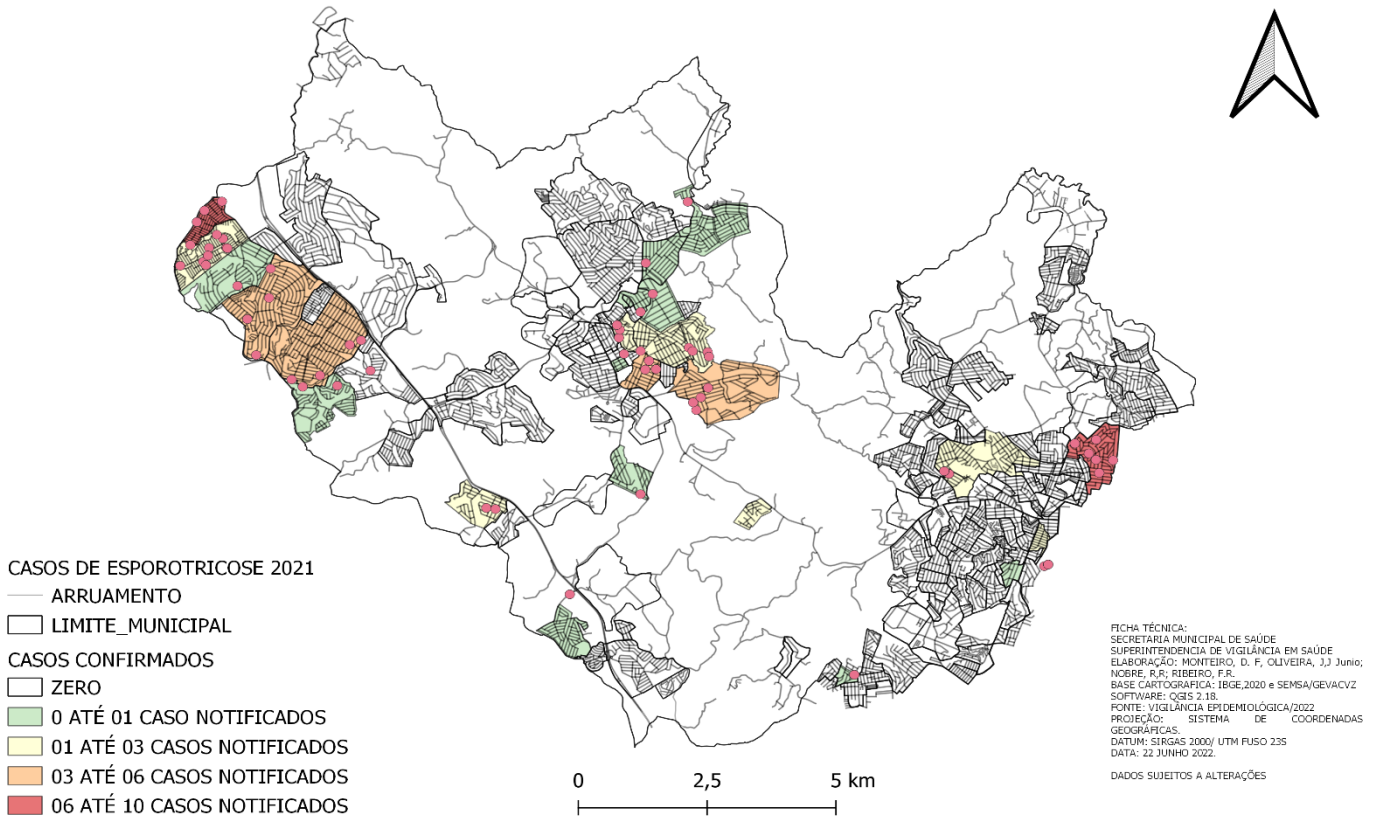 CASOS DE ESPOROTRICOSE 2021
ARRUAMENTO
LIMITE_MUNICIPAL
CASOS CONFIRMADOS
ZERO
0 ATÉ 01 CASO NOTIFICADOS
01 ATÉ 03 CASOS NOTIFICADOS
03 ATÉ 06 CASOS NOTIFICADOS
06 ATÉ 10 CASOS NOTIFICADOS
0 2,5 5 km
FICHA TÉCNICA:
SECRETARIA MUNICIPAL DE SAÚDE
SUPERINTENDENCIA DE VIGILÂNCIA EM SAÚDE
ELABORAÇÃO: MONTEIRO, D. F, OLIVEIRA, J,J Junio;
NOBRE, R,R; RIBEIRO, F.R.
BASE CARTOGRAFICA: IBGE,2020 e SEMSA/GEVACVZ
SOFTWARE: QGIS 2.18.
FONTE: VIGILÂNCIA EPIDEMIOLÓGICA/2022
PROJEÇÃO: SISTEMA DE COORDENADAS
GEOGRÁFICAS.
DATUM: SIRGAS 2000/ UTM FUSO 23S
DATA: 22 JUNHO 2022.
DADOS SUJEITOS A ALTERAÇÕES